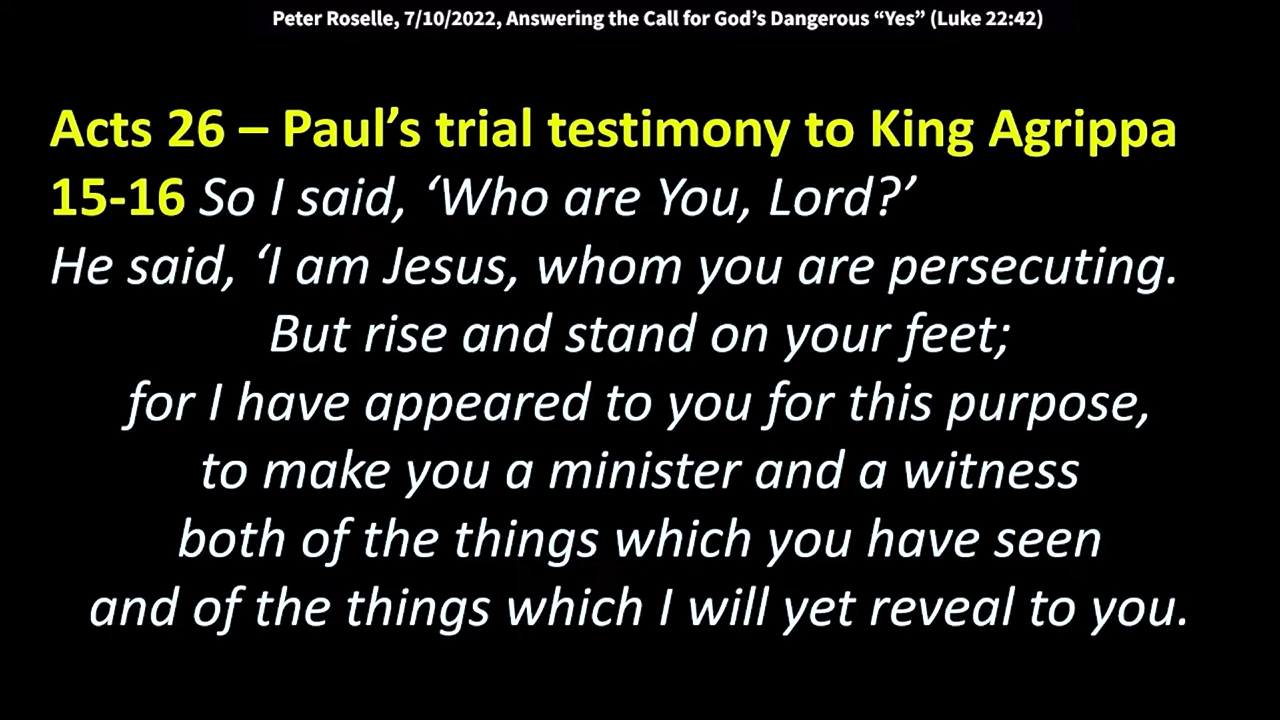 Peter Roselle, 7/10/2022, Answering the Call for God’s Dangerous “Yes” (Luke 22:42)
Acts 26 – Paul’s trial testimony to King Agrippa
15-16 So I said, ‘Who are You, Lord?’
He said, ‘I am Jesus, whom you are persecuting.
But rise and stand on your feet;
for I have appeared to you for this purpose,
to make you a minister and a witness
both of the things which you have seen
and of the things which I will yet reveal to you.